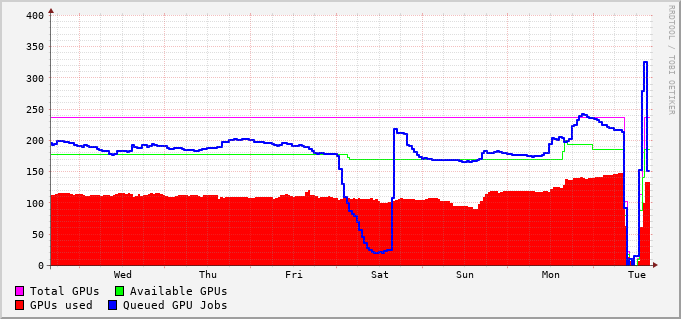 400
350
300
250
200
150
100
50
0
Wed Thu Fri Sat Sun Mon Tue
Total GPUs Available GPUs
GPUs used Queued GPU Jobs
RRDTOOL / TOBI OETIKER